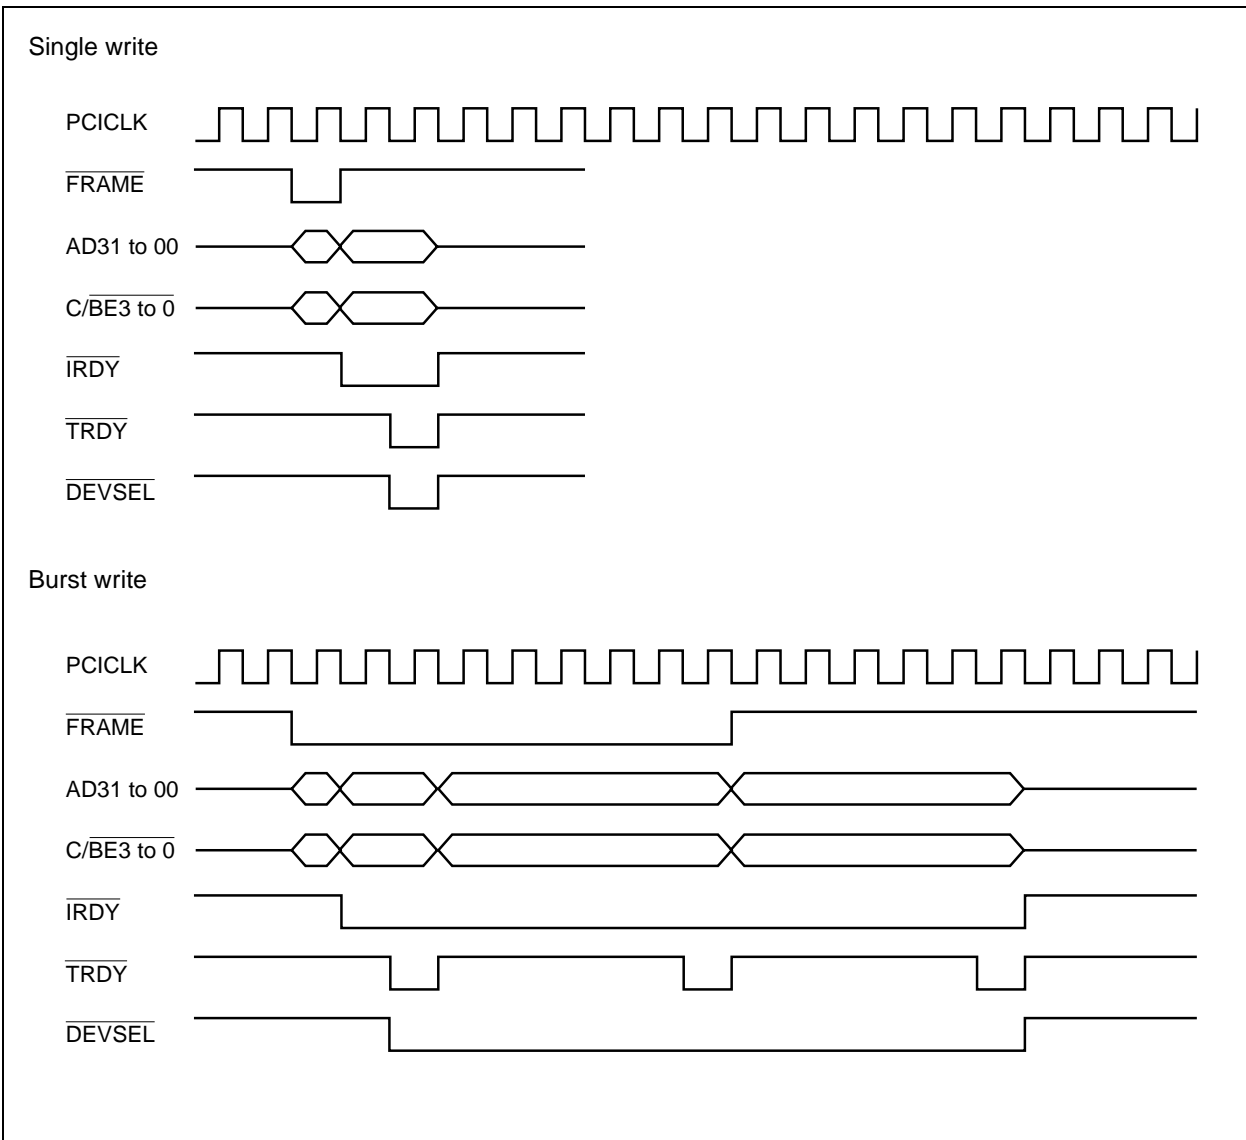 Single write
PCICLK
FRAME
AD31 to 00
C/BE3 to 0
IRDY
TRDY
DEVSEL
Burst write
PCICLK
FRAME
AD31 to 00
C/BE3 to 0
IRDY
TRDY
DEVSEL